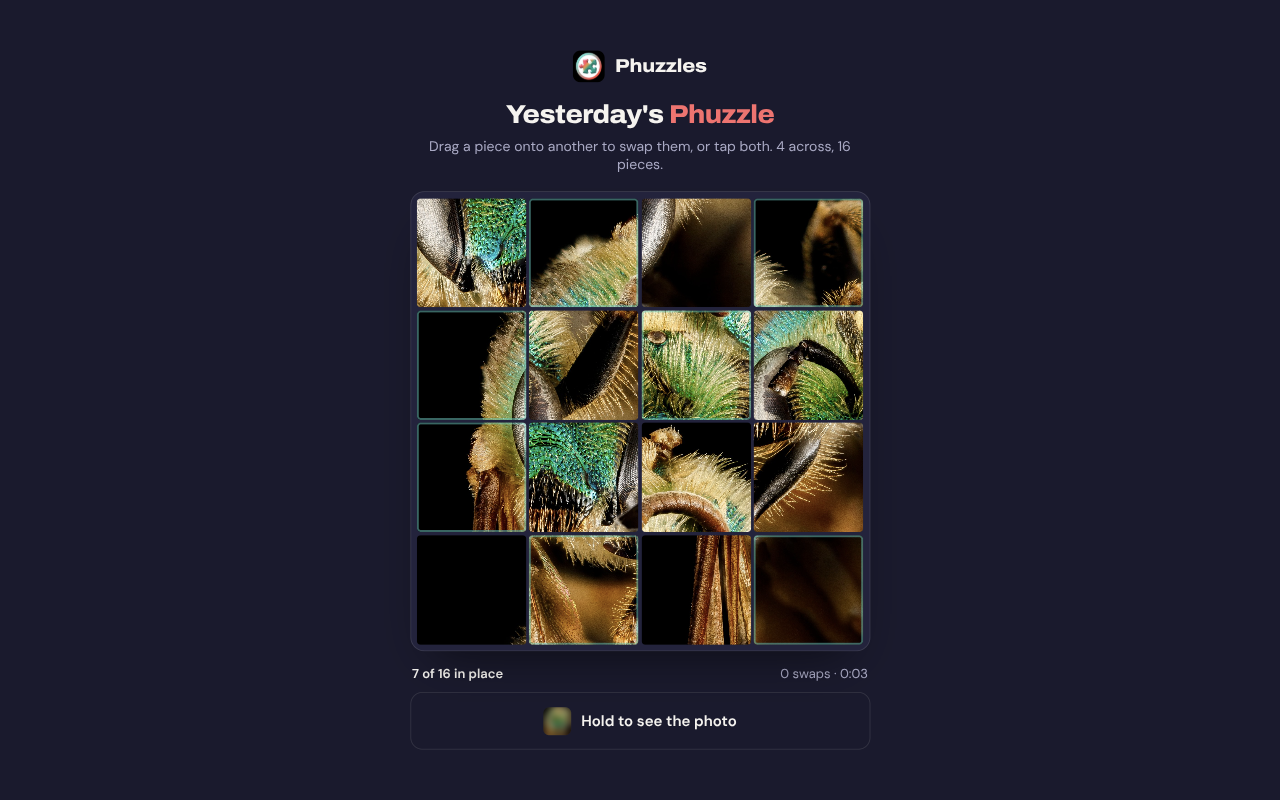 Phuzzles
Yesterday's Phuzzle
Drag a piece onto another to swap them, or tap both. 4 across, 16
pieces.
7 of 16 in place
0 swaps · 0:03
Hold to see the photo